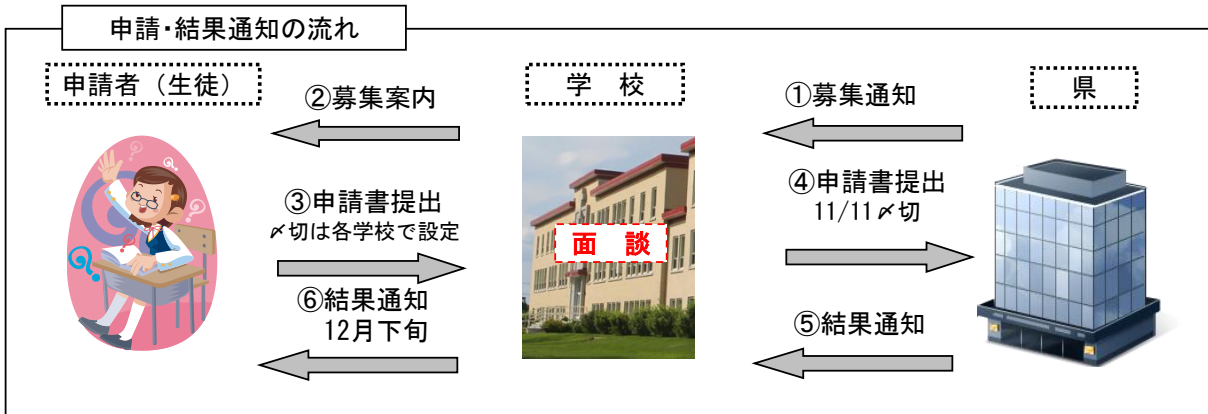 申請・結果通知の流れ
申請者（生徒）
学　校
県
②募集案内
①募集通知
③申請書提出
〆切は各学校で設定
④申請書提出
11/11〆切
面　談
⑥結果通知
12月下旬
⑤結果通知